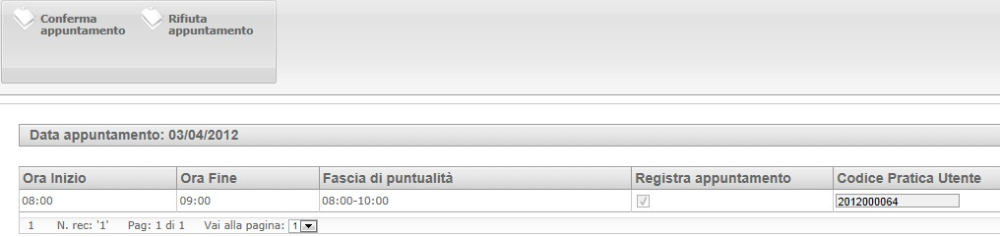 Conferma Rifiuta
appuntamento appuntamento
Data appuntamento: 03/04/2012
Ora Inizio Ora Fine Fascia di puntualità Registra appuntamento Codice Pratica Utente
08:00 09:00 08:00-10:00 2012000064
1 N. rec: '1' Pag: 1 di 1 Vai alla pagina: 1